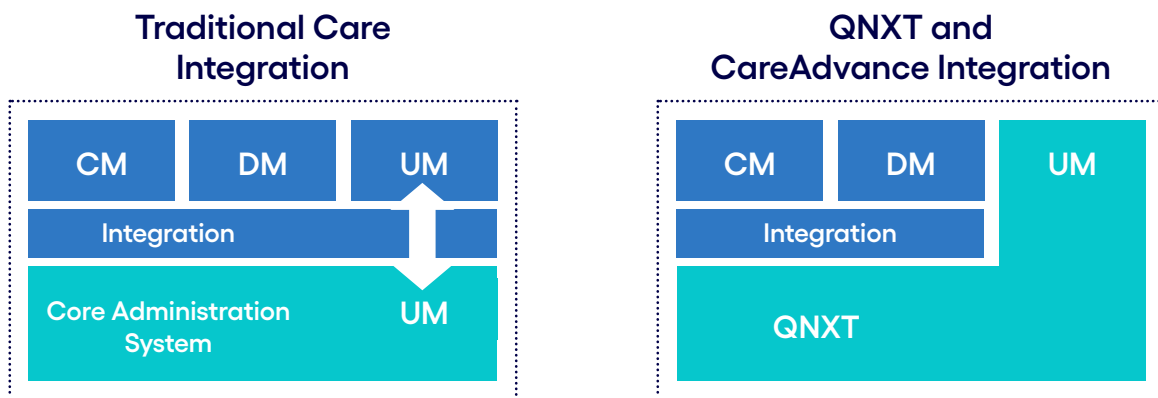 Traditional Care
Integration
CM
DM
UM
Integration
Core Administration
System
UM
QNXT and
CareAdvance Integration
CM
DM
UM
Integration
QNXT